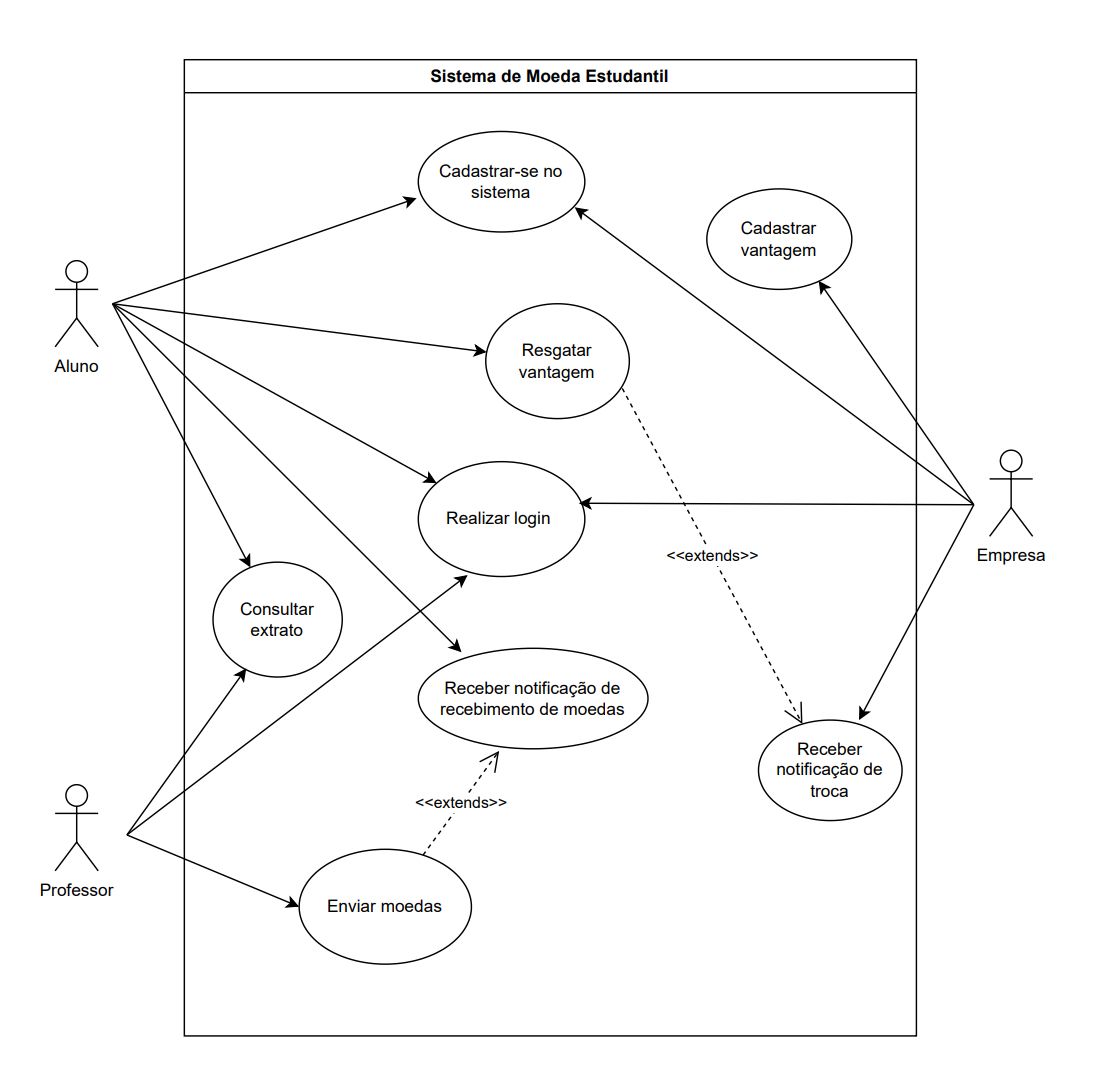 Sistema de Moeda Estudantil
Cadastrar-se no
sistema
Cadastrar
vantagem
Aluno
Resgatar
vantagem
Realizar login
<<extends>>
Empresa
Consultar
extrato
Receber notificação de
recebimento de moedas
Receber
notificação de
troca
<<extends>>
Professor
Enviar moedas